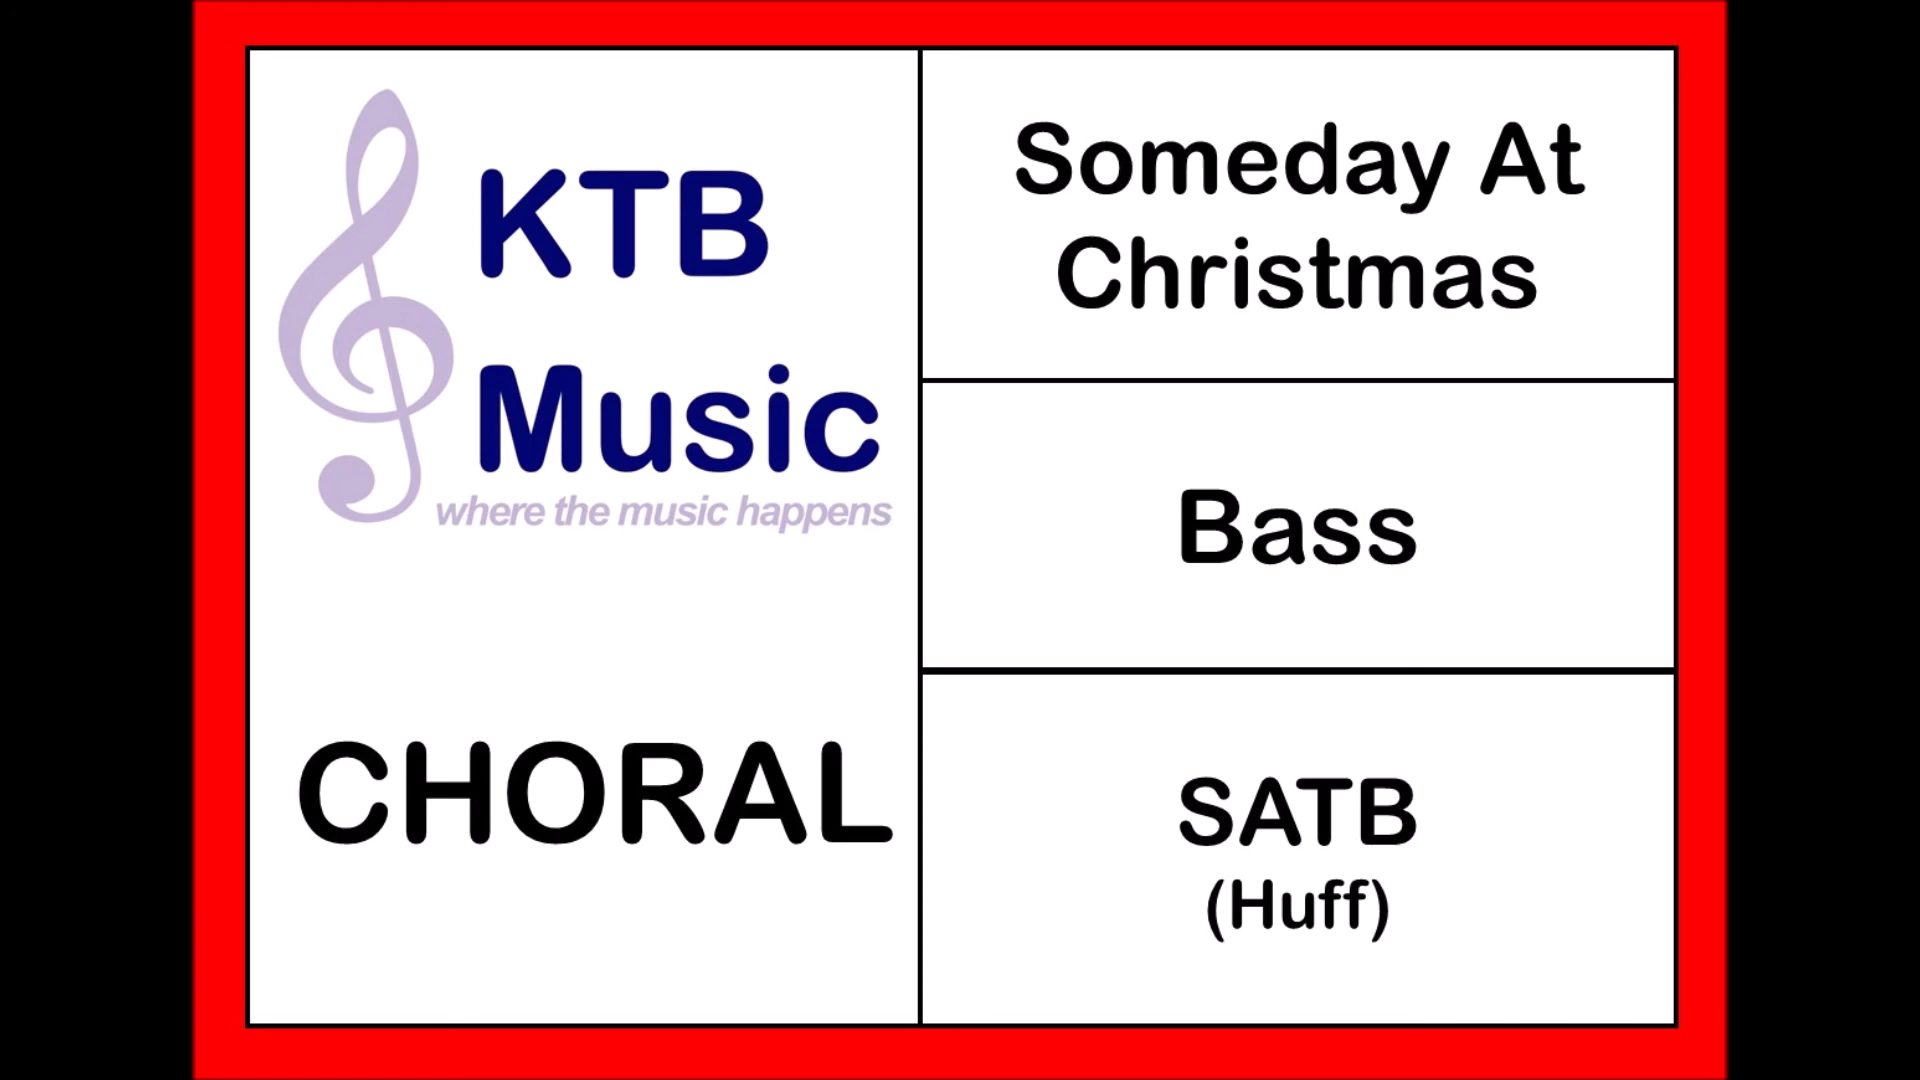 KTB
Music
where the music happens
CHORAL
Someday At
Christmas
Bass
SATB
(Huff)